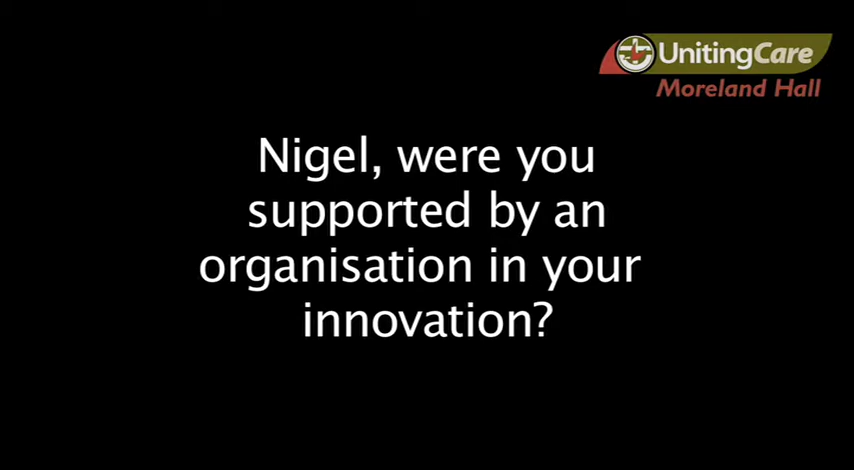 UnitingCare
Moreland Hall
Nigel, were you
supported by an
organisation in your
innovation?